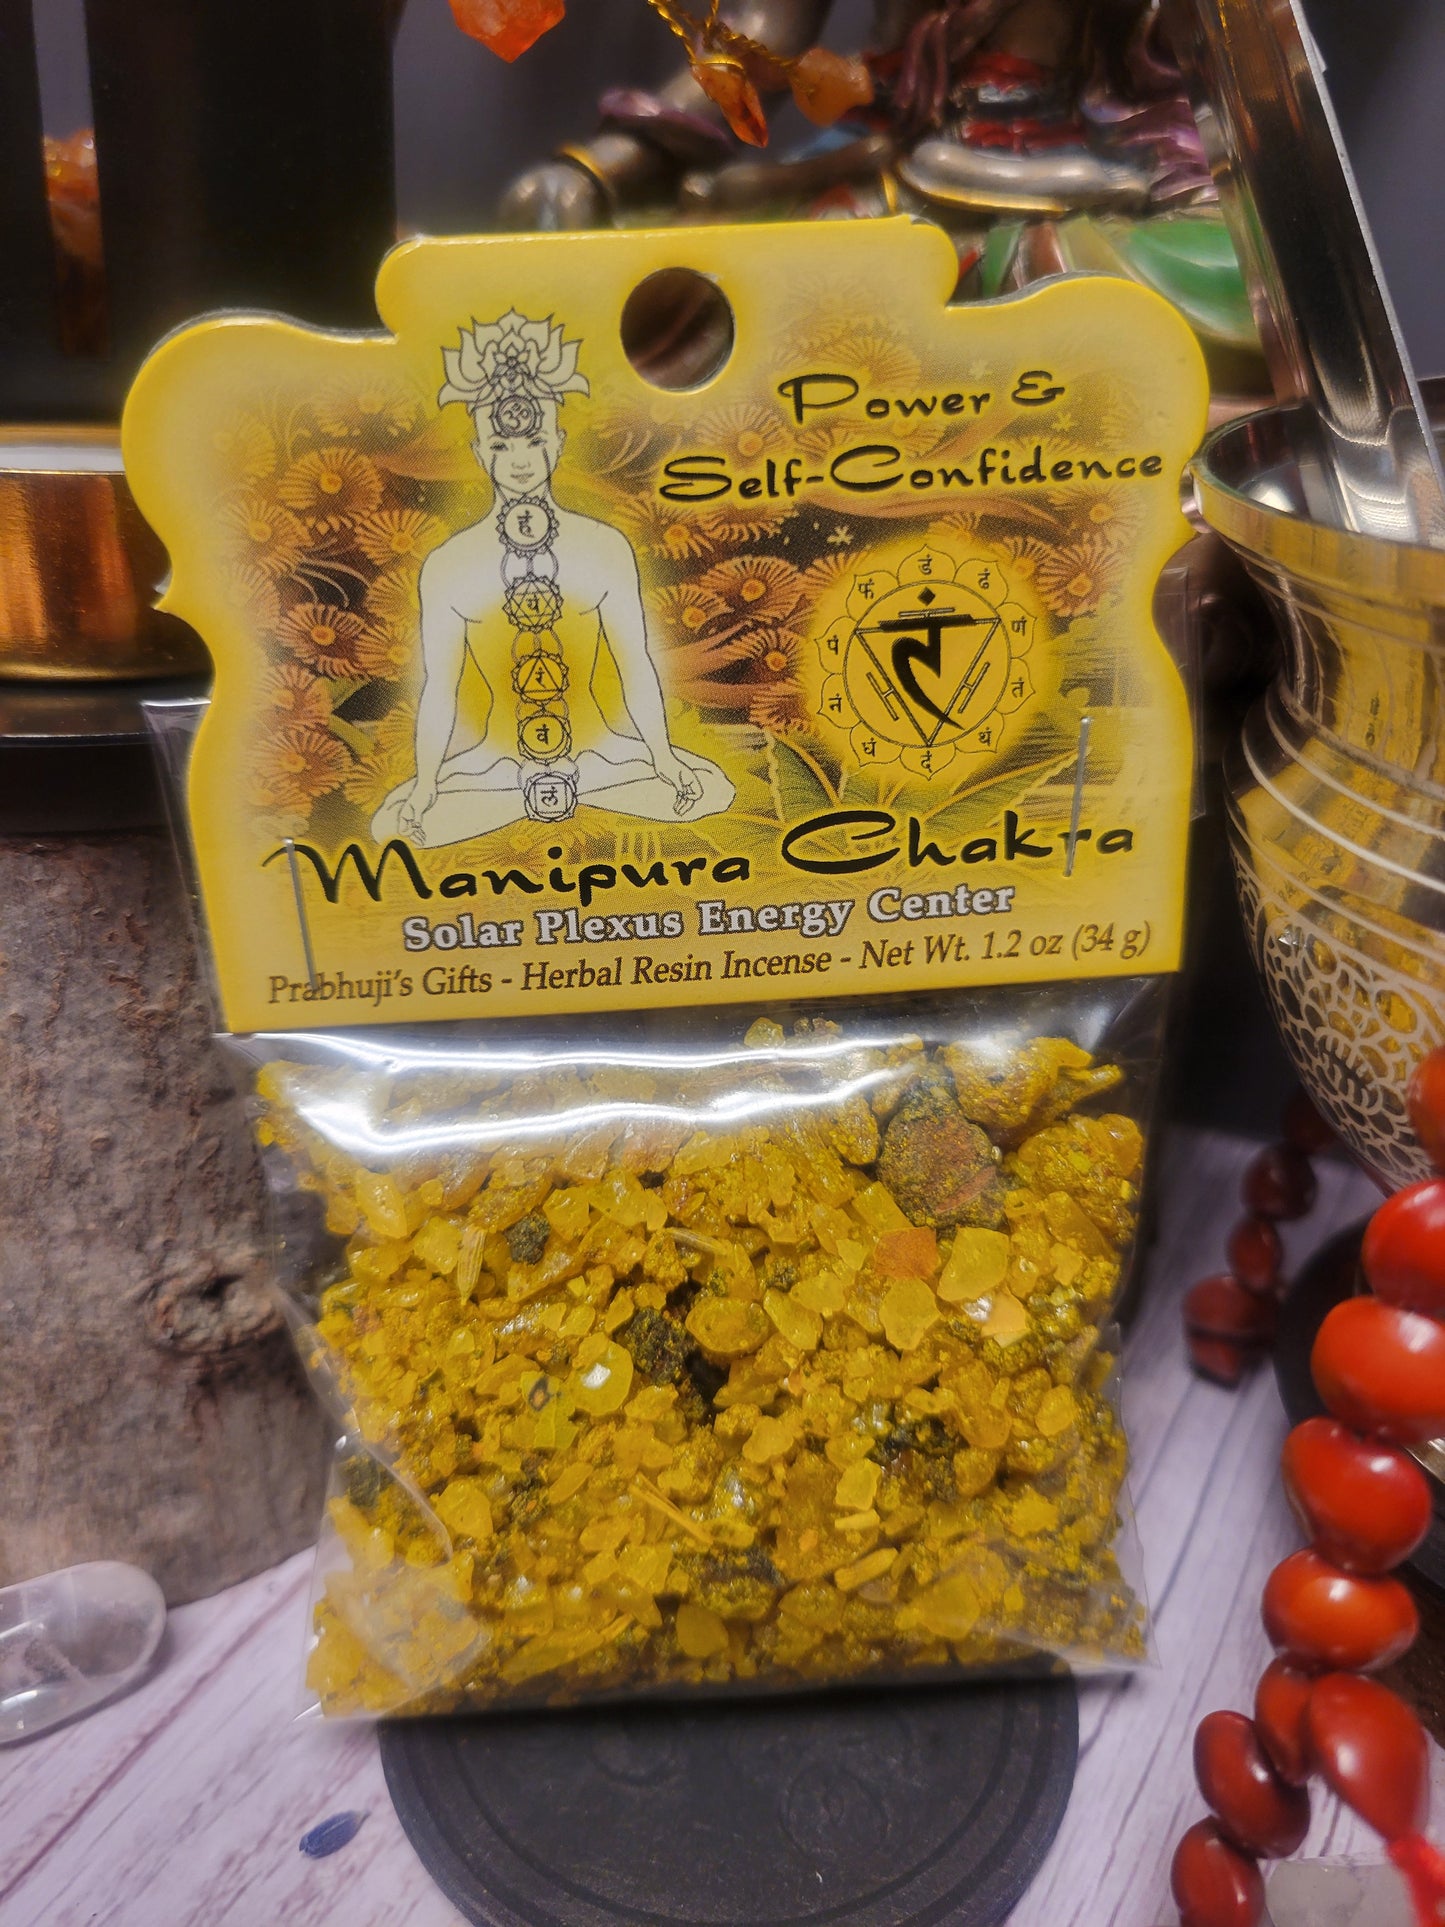 Power &
Self-Confidence
ॐ
हं
यं
रं
वं
लं
डं
ढं
णं
तं
थं
दं
धं
नं
पं
फं
Manipura Chakra
Solar Plexus Energy Center
Prabhuji's Gifts - Herbal Resin Incense - Net Wt. 1.2 oz (34 g)